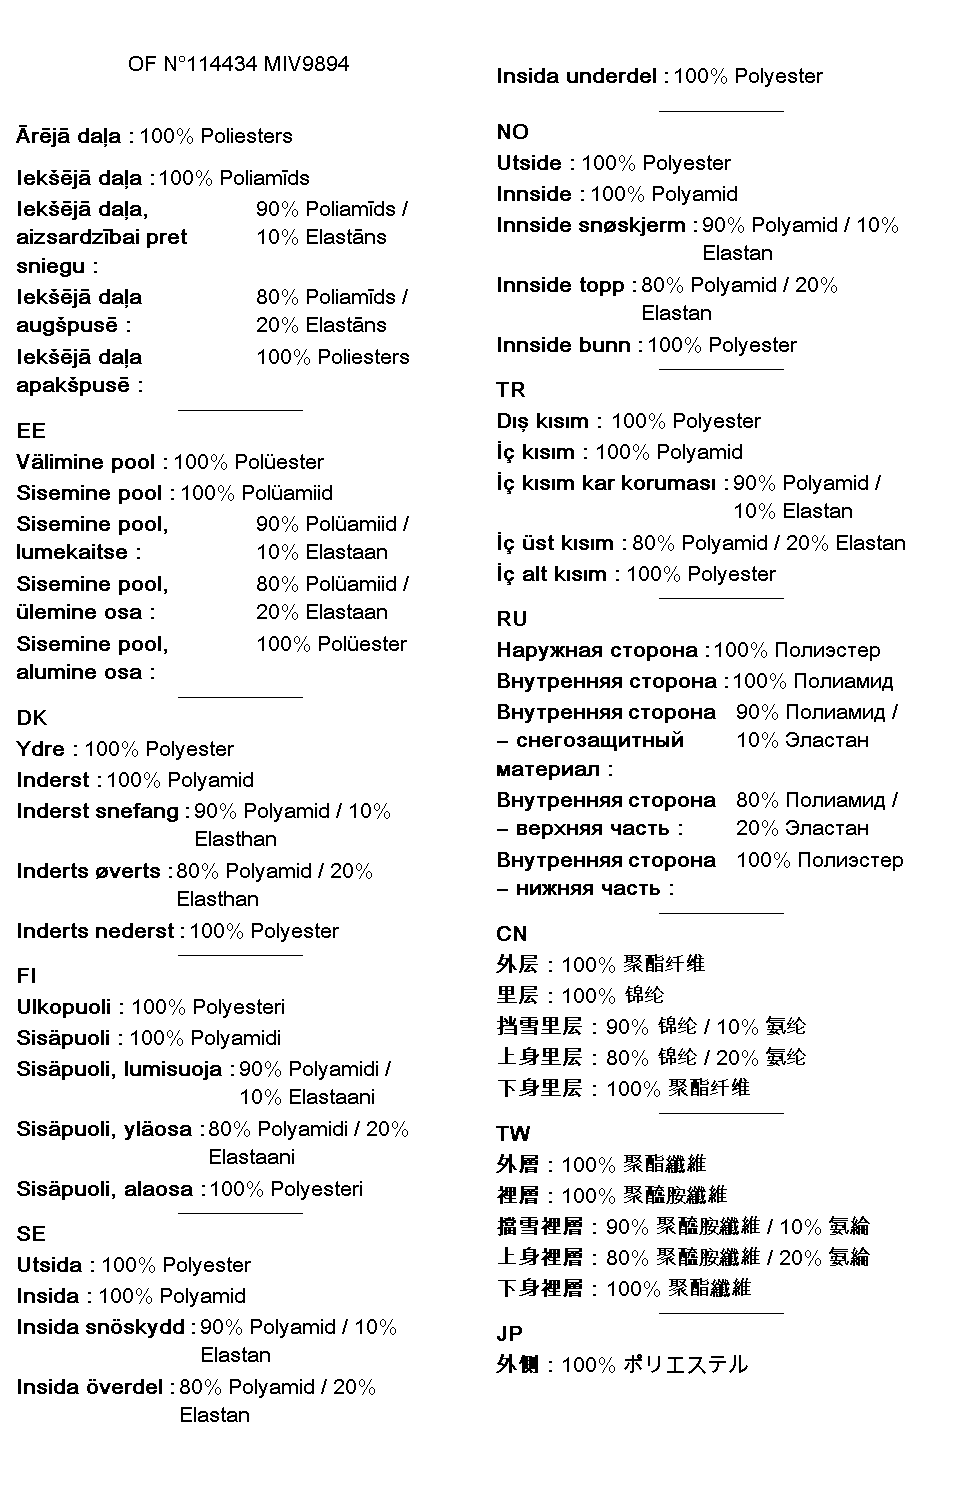 OF N°114434 MIV9894
Ārējā daļa : 100% Poliesters
Iekšējā daļa : 100% Poliamīds
Iekšējā daļa, 90% Poliamīds /
aizsardzībai pret 10% Elastāns
sniegu :
Iekšējā daļa 80% Poliamīds /
augšpusē : 20% Elastāns
Iekšējā daļa 100% Poliesters
apakšpusē :
EE
Välimine pool : 100% Polüester
Sisemine pool : 100% Polüamiid
Sisemine pool, 90% Polüamiid /
lumekaitse : 10% Elastaan
Sisemine pool, 80% Polüamiid /
ülemine osa : 20% Elastaan
Sisemine pool, 100% Polüester
alumine osa :
DK
Ydre : 100% Polyester
Inderst : 100% Polyamid
Inderst snefang : 90% Polyamid / 10%
Elasthan
Inderts øverts : 80% Polyamid / 20%
Elasthan
Inderts nederst : 100% Polyester
FI
Ulkopuoli : 100% Polyesteri
Sisäpuoli : 100% Polyamidi
Sisäpuoli, lumisuoja : 90% Polyamidi /
10% Elastaani
Sisäpuoli, yläosa : 80% Polyamidi / 20%
Elastaani
Sisäpuoli, alaosa : 100% Polyesteri
SE
Utsida : 100% Polyester
Insida : 100% Polyamid
Insida snöskydd : 90% Polyamid / 10%
Elastan
Insida överdel : 80% Polyamid / 20%
Elastan
Insida underdel : 100% Polyester
NO
Utside : 100% Polyester
Innside : 100% Polyamid
Innside snøskjerm : 90% Polyamid / 10%
Elastan
Innside topp : 80% Polyamid / 20%
Elastan
Innside bunn : 100% Polyester
TR
Dış kısım : 100% Polyester
İç kısım : 100% Polyamid
İç kısım kar koruması : 90% Polyamid /
10% Elastan
İç üst kısım : 80% Polyamid / 20% Elastan
İç alt kısım : 100% Polyester
RU
Наружная сторона : 100% Полиэстер
Внутренняя сторона : 100% Полиамид
Внутренняя сторона 90% Полиамид /
– снегозащитный 10% Эластан
материал :
Внутренняя сторона 80% Полиамид /
– верхняя часть : 20% Эластан
Внутренняя сторона 100% Полиэстер
– нижняя часть :
CN
外层 : 100% 聚酯纤维
里层 : 100% 锦纶
挡雪里层 : 90% 锦纶 / 10% 氨纶
上身里层 : 80% 锦纶 / 20% 氨纶
下身里层 : 100% 聚酯纤维
TW
外層 : 100% 聚酯纖維
裡層 : 100% 聚醯胺纖維
擋雪裡層 : 90% 聚醯胺纖維 / 10% 氨綸
上身裡層 : 80% 聚醯胺纖維 / 20% 氨綸
下身裡層 : 100% 聚酯纖維
JP
外側 : 100% ポリエステル